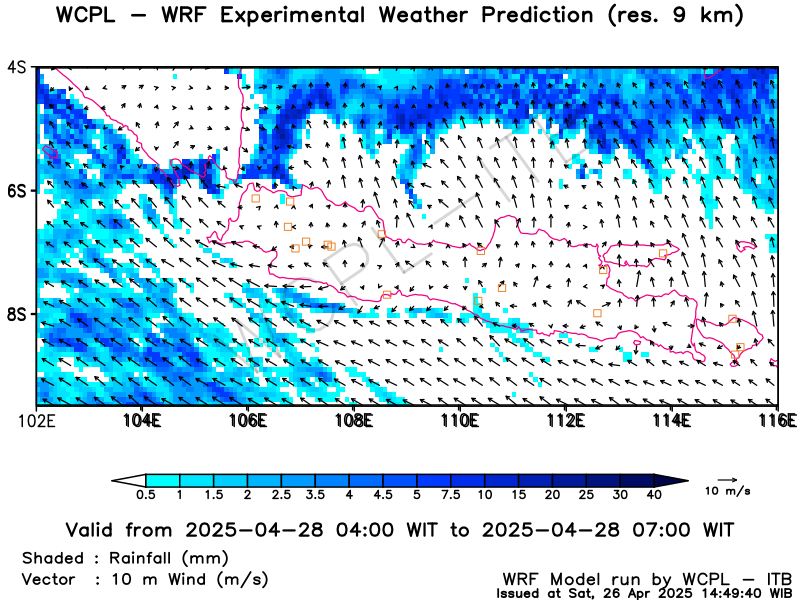 WCPL – WRF Experimental Weather Prediction (res. 9 km)
4S
6S
8S
WCPL–ITB
102E 104E 106E 108E 110E 112E 114E 116E
0.5 1 1.5 2 2.5 3.5 4 4.5 5 7.5 10 15 20 25 30 40
10 m/s
Valid from 2025–04–28 04:00 WIT to 2025–04–28 07:00 WIT
Shaded : Rainfall (mm)
Vector : 10 m Wind (m/s)
WRF Model run by WCPL – ITB
Issued at Sat, 26 Apr 2025 14:49:40 WIB